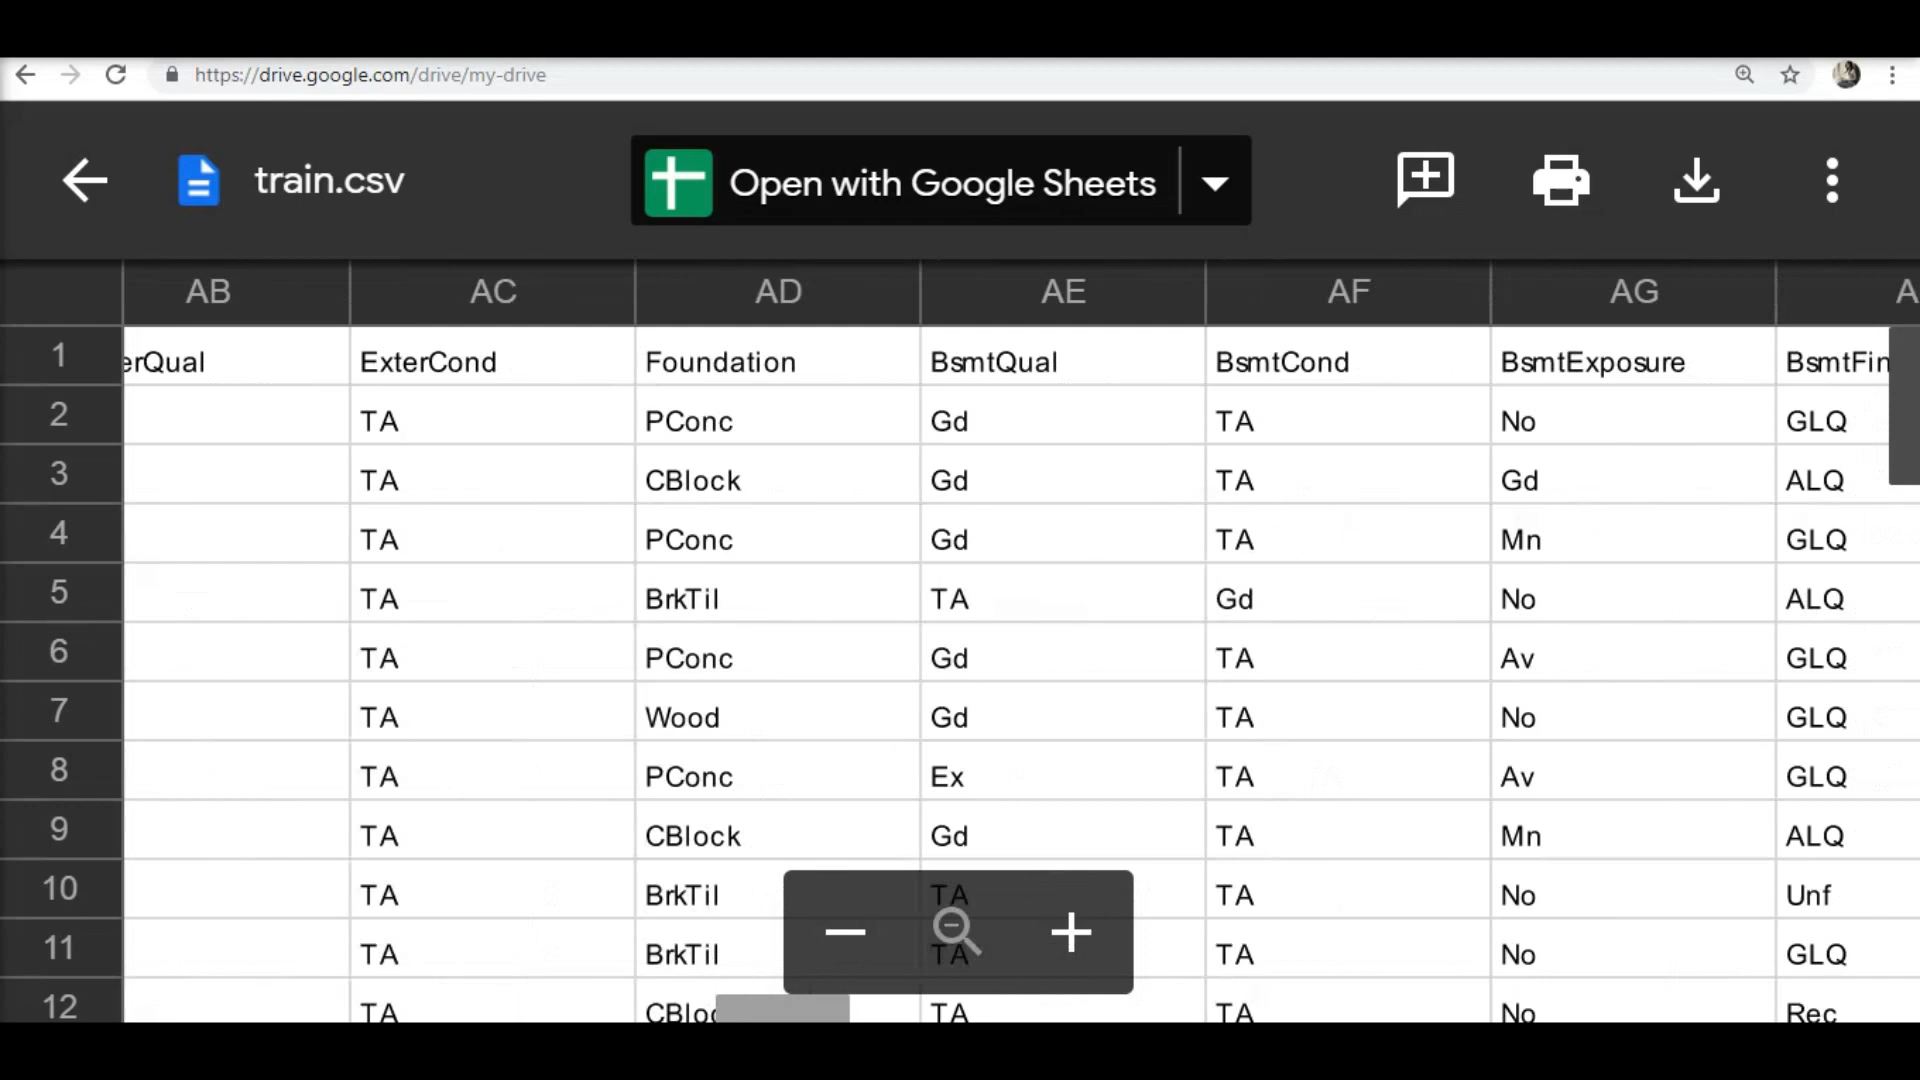 https://drive.google.com/drive/my-drive
train.csv Open with Google Sheets
AB AC AD AE AF AG A
1 erQual ExterCond Foundation BsmtQual BsmtCond BsmtExposure BsmtFin
2 TA PConc Gd TA No GLQ
3 TA CBlock Gd TA Gd ALQ
4 TA PConc Gd TA Mn GLQ
5 TA BrkTil TA Gd No ALQ
6 TA PConc Gd TA Av GLQ
7 TA Wood Gd TA No GLQ
8 TA PConc Ex TA Av GLQ
9 TA CBlock Gd TA Mn ALQ
10 TA BrkTil TA TA No Unf
11 TA BrkTil TA TA No GLQ
12 TA CBloc TA TA No Rec